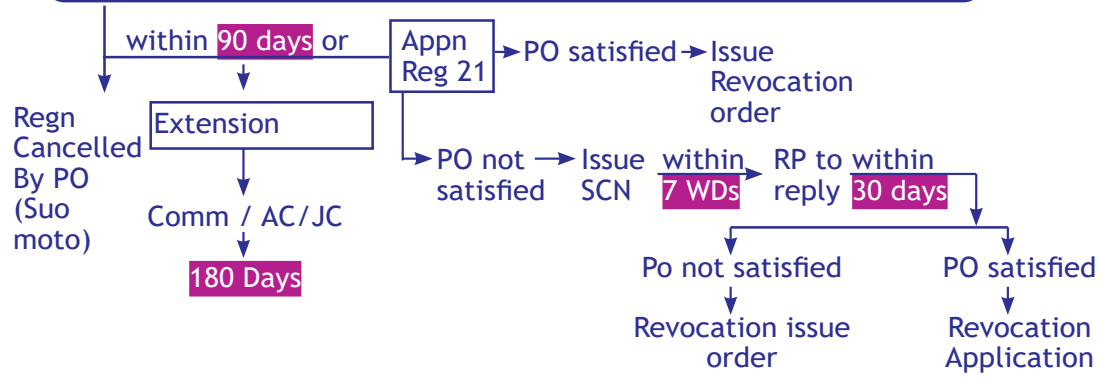 within 90 days or
Appn
Reg 21
PO satisfied
Issue
Revocation
order
Regn
Cancelled
By PO
(Suo
moto)
Extension
Comm / AC/JC
180 Days
PO not
satisfied
Issue
SCN
within
7 WDs
RP to
reply
within
30 days
Po not satisfied
Revocation issue
order
PO satisfied
Revocation
Application